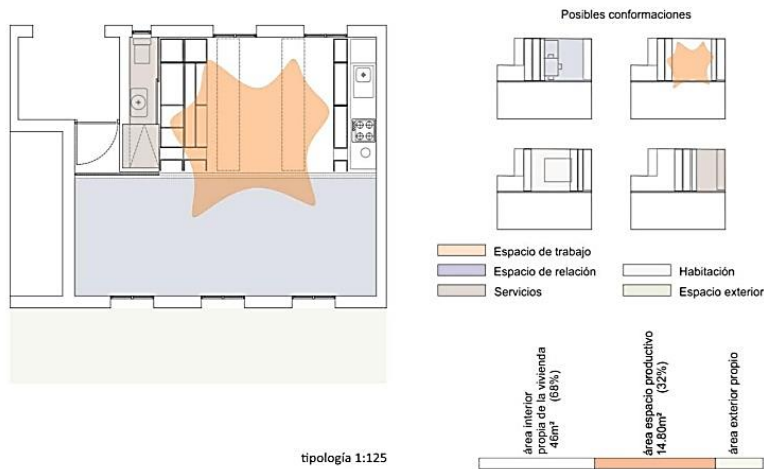 Posibles conformaciones
Espacio de trabajo
Espacio de relación
Servicios
Habitación
Espacio exterior
área interior
propia de la vivienda
46m² (68%)
área espacio productivo
14.80m² (32%)
área exterior propio
tipología 1:125